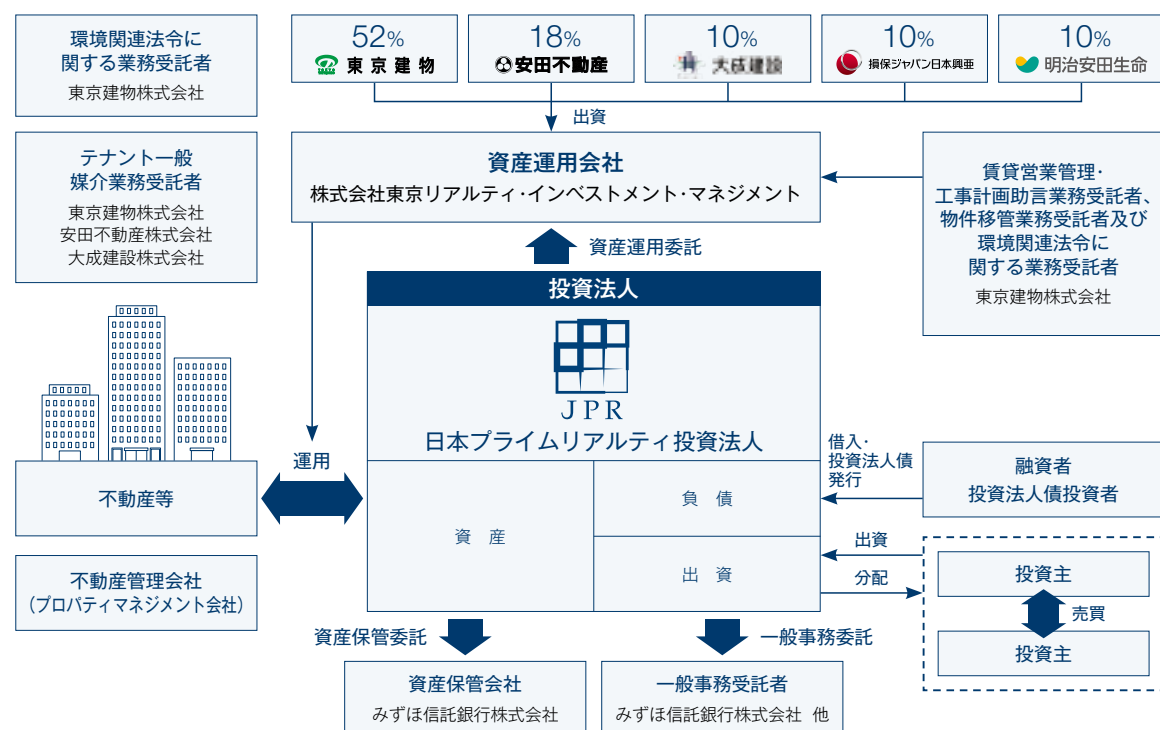 環境関連法令に
関する業務受託者
東京建物株式会社
52%
東京建物
18%
安田不動産
10%
大成建設
10%
損保ジャパン日本興亜
10%
明治安田生命
出資
テナント一般
媒介業務受託者
東京建物株式会社
安田不動産株式会社
大成建設株式会社
資産運用会社
株式会社東京リアルティ・インベストメント・マネジメント
賃貸営業管理・
工事計画助言業務受託者、
物件移管業務受託者及び
環境関連法令に
関する業務受託者
東京建物株式会社
資産運用委託
投資法人
JPR
日本プライムリアルティ投資法人
運用
不動産等
資 産
負 債
出 資
借入・
投資法人債
発行
融資者
投資法人債投資者
出資
分配
投資主
売買
投資主
不動産管理会社
(プロパティマネジメント会社)
資産保管委託
一般事務委託
資産保管会社
みずほ信託銀行株式会社
一般事務受託者
みずほ信託銀行株式会社 他